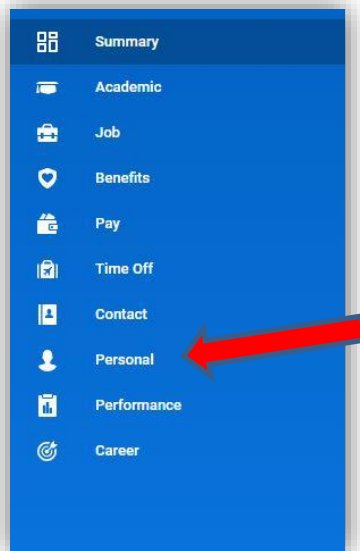 Summary
Academic
Job
Benefits
Pay
Time Off
Contact
Personal
Performance
Career